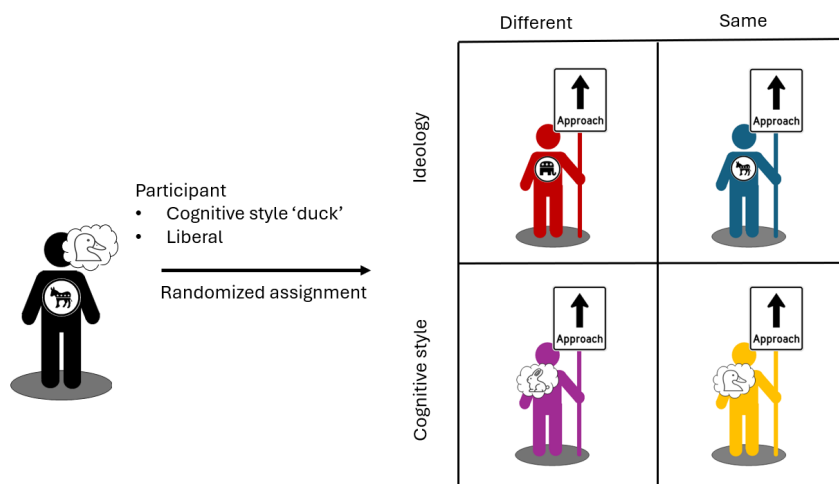 Different
Same
Ideology
Approach
Approach
Participant
• Cognitive style ‘duck’
• Liberal
Randomized assignment
Cognitive style
Approach
Approach